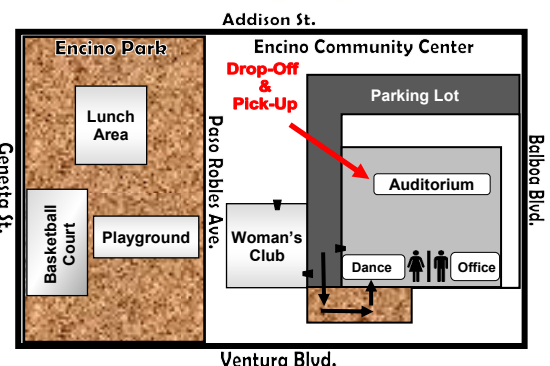 Addison St.
Encino Park
Encino Community Center
Drop-Off
&
Pick-Up
Parking Lot
Lunch
Area
Paso Robles Ave.
Genesta St.
Balboa Blvd.
Auditorium
Basketball
Court
Playground
Woman's
Club
Dance
Office
Ventura Blvd.